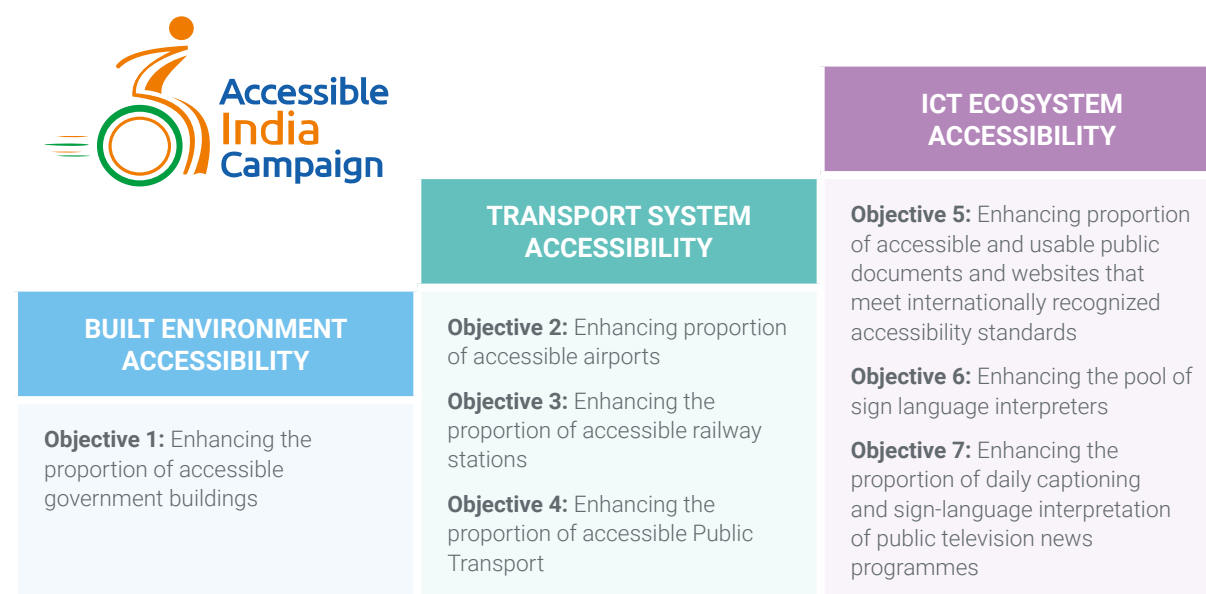 Accessible
India
Campaign
BUILT ENVIRONMENT
ACCESSIBILITY
Objective 1: Enhancing the
proportion of accessible
government buildings
TRANSPORT SYSTEM
ACCESSIBILITY
Objective 2: Enhancing proportion
of accessible airports
Objective 3: Enhancing the
proportion of accessible railway
stations
Objective 4: Enhancing the
proportion of accessible Public
Transport
ICT ECOSYSTEM
ACCESSIBILITY
Objective 5: Enhancing proportion
of accessible and usable public
documents and websites that
meet internationally recognized
accessibility standards
Objective 6: Enhancing the pool of
sign language interpreters
Objective 7: Enhancing the
proportion of daily captioning
and sign-language interpretation
of public television news
programmes